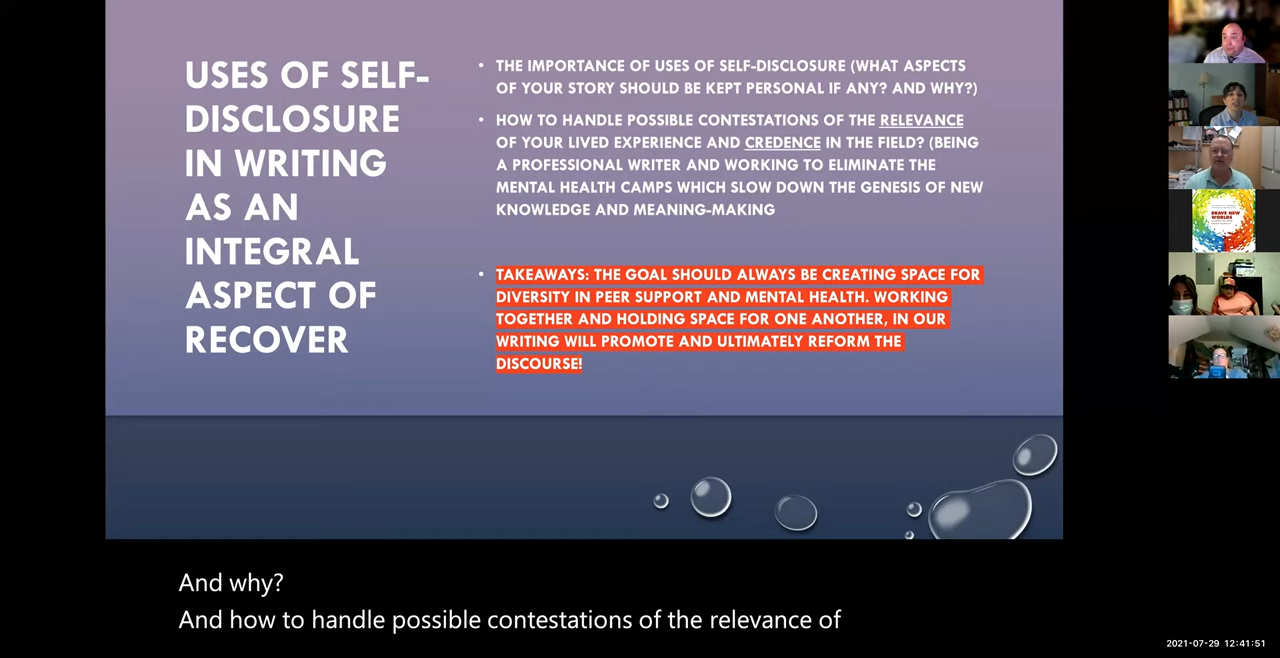 USES OF SELF-
DISCLOSURE
IN WRITING
AS AN
INTEGRAL
ASPECT OF
RECOVER
• THE IMPORTANCE OF USES OF SELF-DISCLOSURE (WHAT ASPECTS
OF YOUR STORY SHOULD BE KEPT PERSONAL IF ANY? AND WHY?)
• HOW TO HANDLE POSSIBLE CONTESTATIONS OF THE RELEVANCE
OF YOUR LIVED EXPERIENCE AND CREDENCE IN THE FIELD? (BEING
A PROFESSIONAL WRITER AND WORKING TO ELIMINATE THE
MENTAL HEALTH CAMPS WHICH SLOW DOWN THE GENESIS OF NEW
KNOWLEDGE AND MEANING-MAKING
• TAKEAWAYS: THE GOAL SHOULD ALWAYS BE CREATING SPACE FOR
DIVERSITY IN PEER SUPPORT AND MENTAL HEALTH. WORKING
TOGETHER AND HOLDING SPACE FOR ONE ANOTHER, IN OUR
WRITING WILL PROMOTE AND ULTIMATELY REFORM THE
DISCOURSE!
BRAVE NEW
WORLDS
And why?
And how to handle possible contestations of the relevance of
2021-07-29 12:41:51